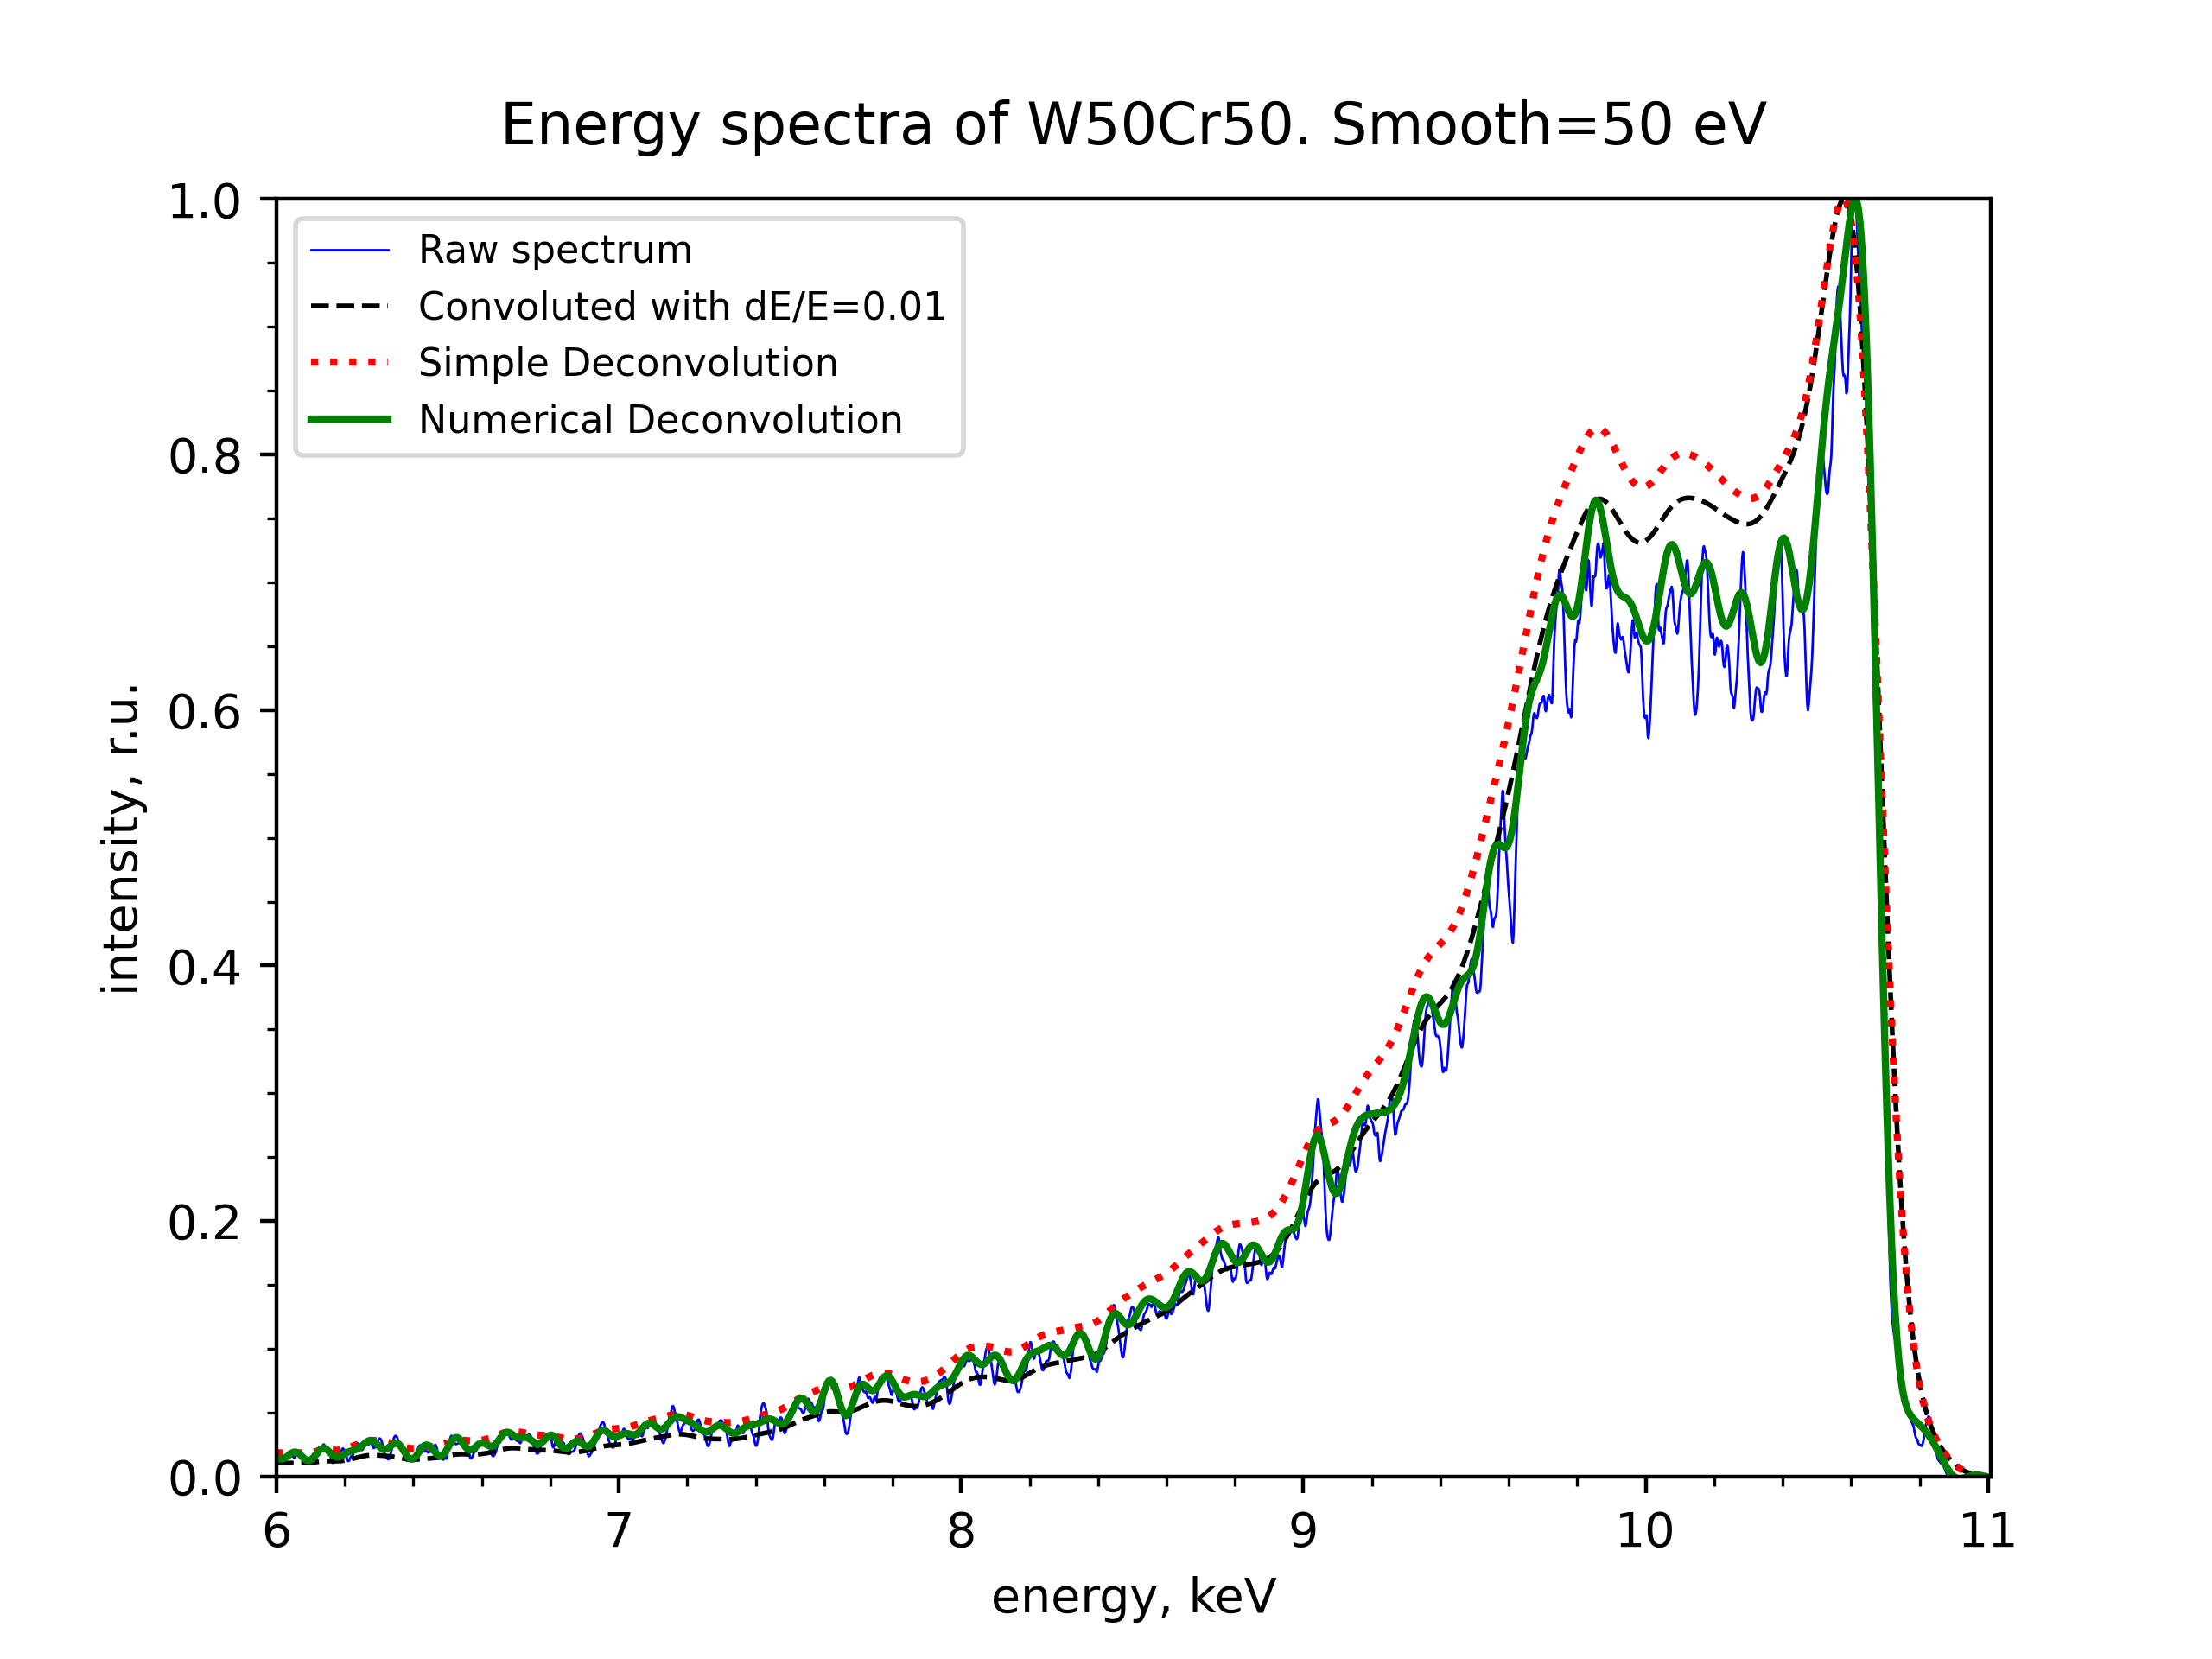 Energy spectra of W50Cr50. Smooth=50 eV
1.0
0.8
0.6
0.4
0.2
0.0
intensity, r.u.
Raw spectrum
Convoluted with dE/E=0.01
Simple Deconvolution
Numerical Deconvolution
6 7 8 9 10 11
energy, keV